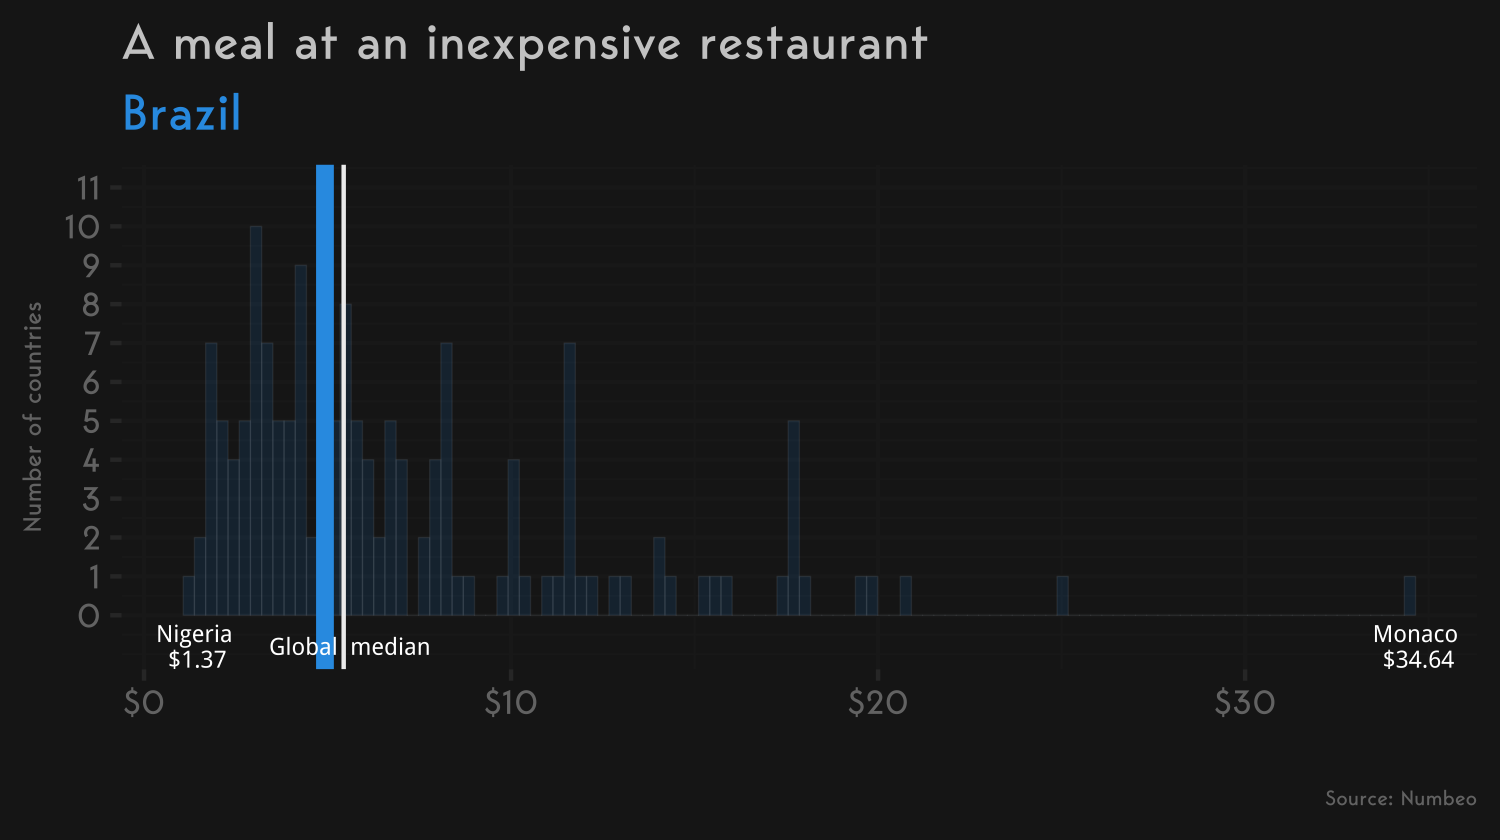 A meal at an inexpensive restaurant
Brazil
Number of countries
11
10
9
8
7
6
5
4
3
2
1
0
Nigeria
$1.37
Global median
Monaco
$34.64
$0 $10 $20 $30
Source: Numbeo